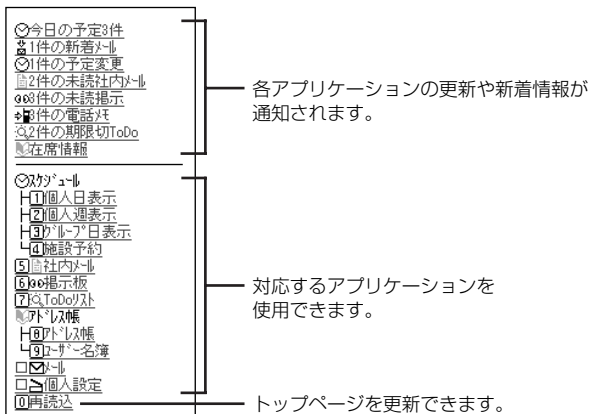 今日の予定3件
1件の新着ﾒｰﾙ
1件の予定変更
2件の未読社内ﾒｰﾙ
3件の未読掲示
3件の電話ﾒﾓ
2件の期限切ToDo
在席情報
各アプリケーションの更新や新着情報が
通知されます。
ｽｹｼﾞｭｰﾙ
1個人日表示
2個人週表示
3ｸﾞﾙｰﾌﾟ日表示
4施設予約
5社内ﾒｰﾙ
6掲示板
7ToDoﾘｽﾄ
ｱﾄﾞﾚｽ帳
8ｱﾄﾞﾚｽ帳
9ﾕｰｻﾞｰ名簿
ﾒｰﾙ
個人設定
0再読込
対応するアプリケーションを
使用できます。
トップページを更新できます。